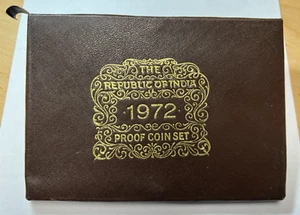 THE
REPUBLIC OF INDIA
·1972·
PROOF COIN SET